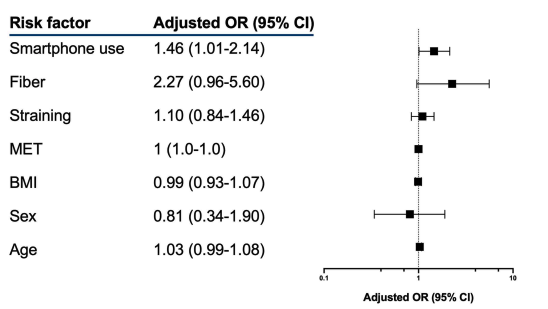 Risk factor Adjusted OR (95% CI)
Smartphone use 1.46 (1.01-2.14)
Fiber 2.27 (0.96-5.60)
Straining 1.10 (0.84-1.46)
MET 1 (1.0-1.0)
BMI 0.99 (0.93-1.07)
Sex 0.81 (0.34-1.90)
Age 1.03 (0.99-1.08)
0.1 1 10
Adjusted OR (95% CI)